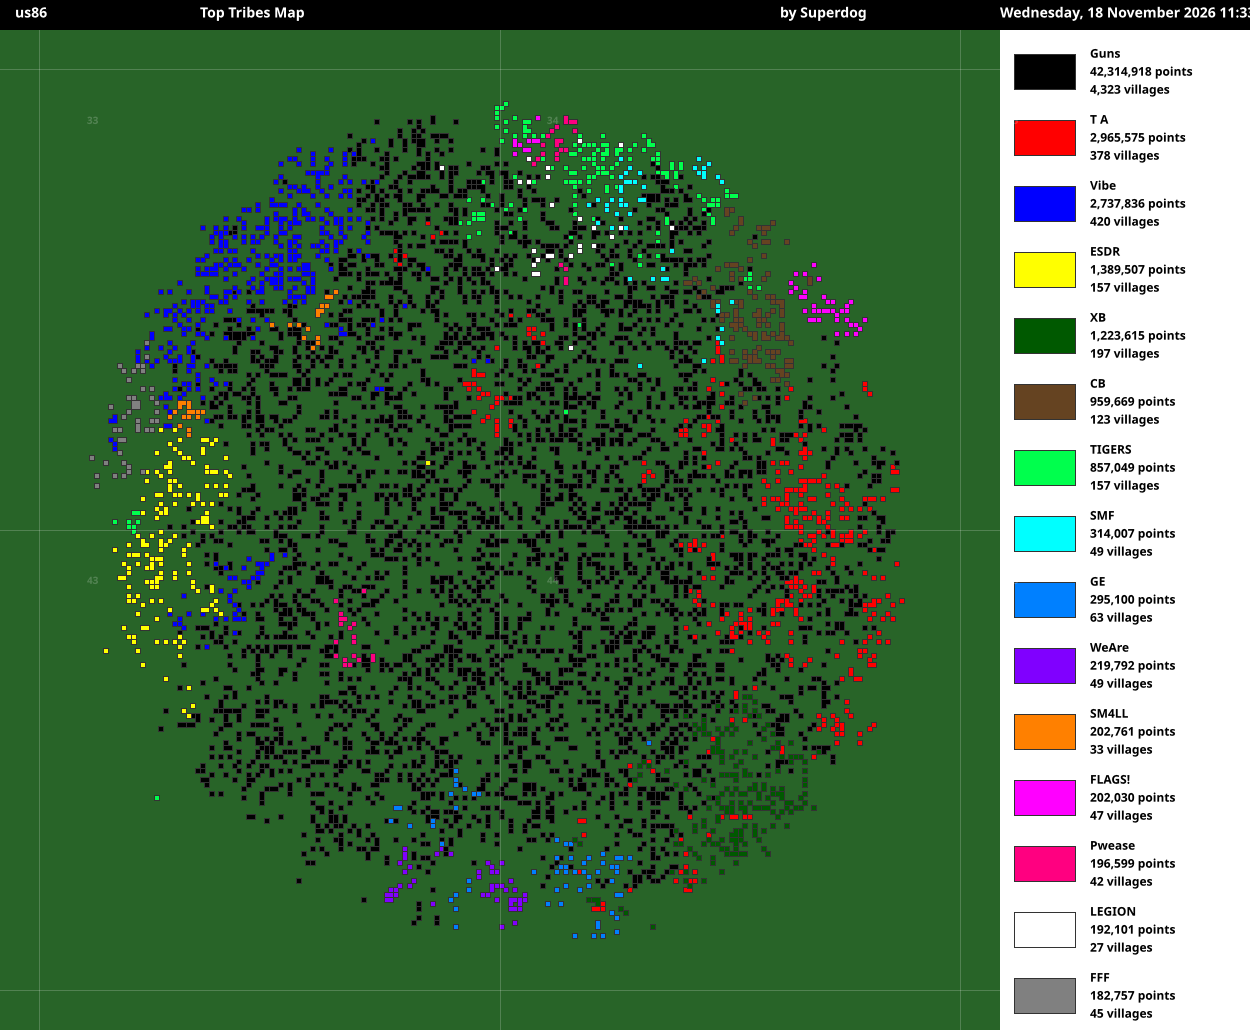 us86 Top Tribes Map by Superdog Wednesday, 18 November 2026 11:33
33 34
43
Guns
42,314,918 points
4,323 villages
T A
2,965,575 points
378 villages
Vibe
2,737,836 points
420 villages
ESDR
1,389,507 points
157 villages
XB
1,223,615 points
197 villages
CB
959,669 points
123 villages
TIGERS
857,049 points
157 villages
SMF
314,007 points
49 villages
GE
295,100 points
63 villages
WeAre
219,792 points
49 villages
SM4LL
202,761 points
33 villages
FLAGS!
202,030 points
47 villages
Pwease
196,599 points
42 villages
LEGION
192,101 points
27 villages
FFF
182,757 points
45 villages